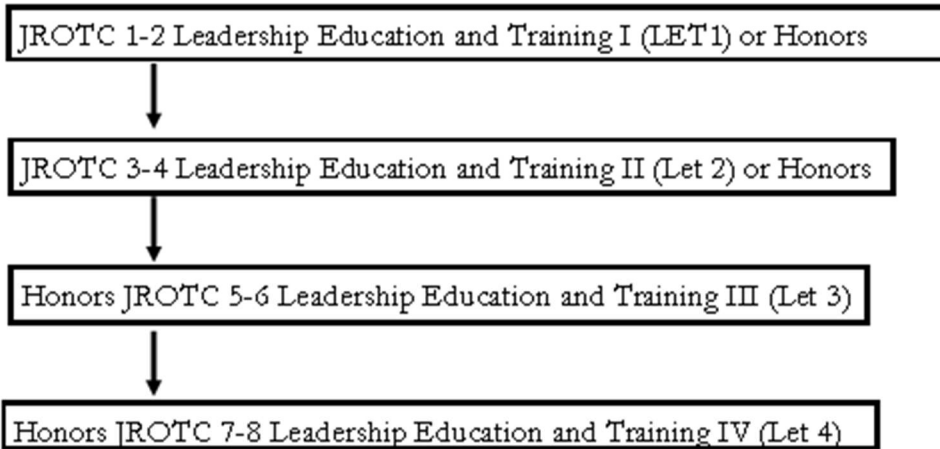 JROTC 1-2 Leadership Education and Training I (LET1) or Honors
JROTC 3-4 Leadership Education and Training II (Let 2) or Honors
Honors JROTC 5-6 Leadership Education and Training III (Let 3)
Honors JROTC 7-8 Leadership Education and Training IV (Let 4)